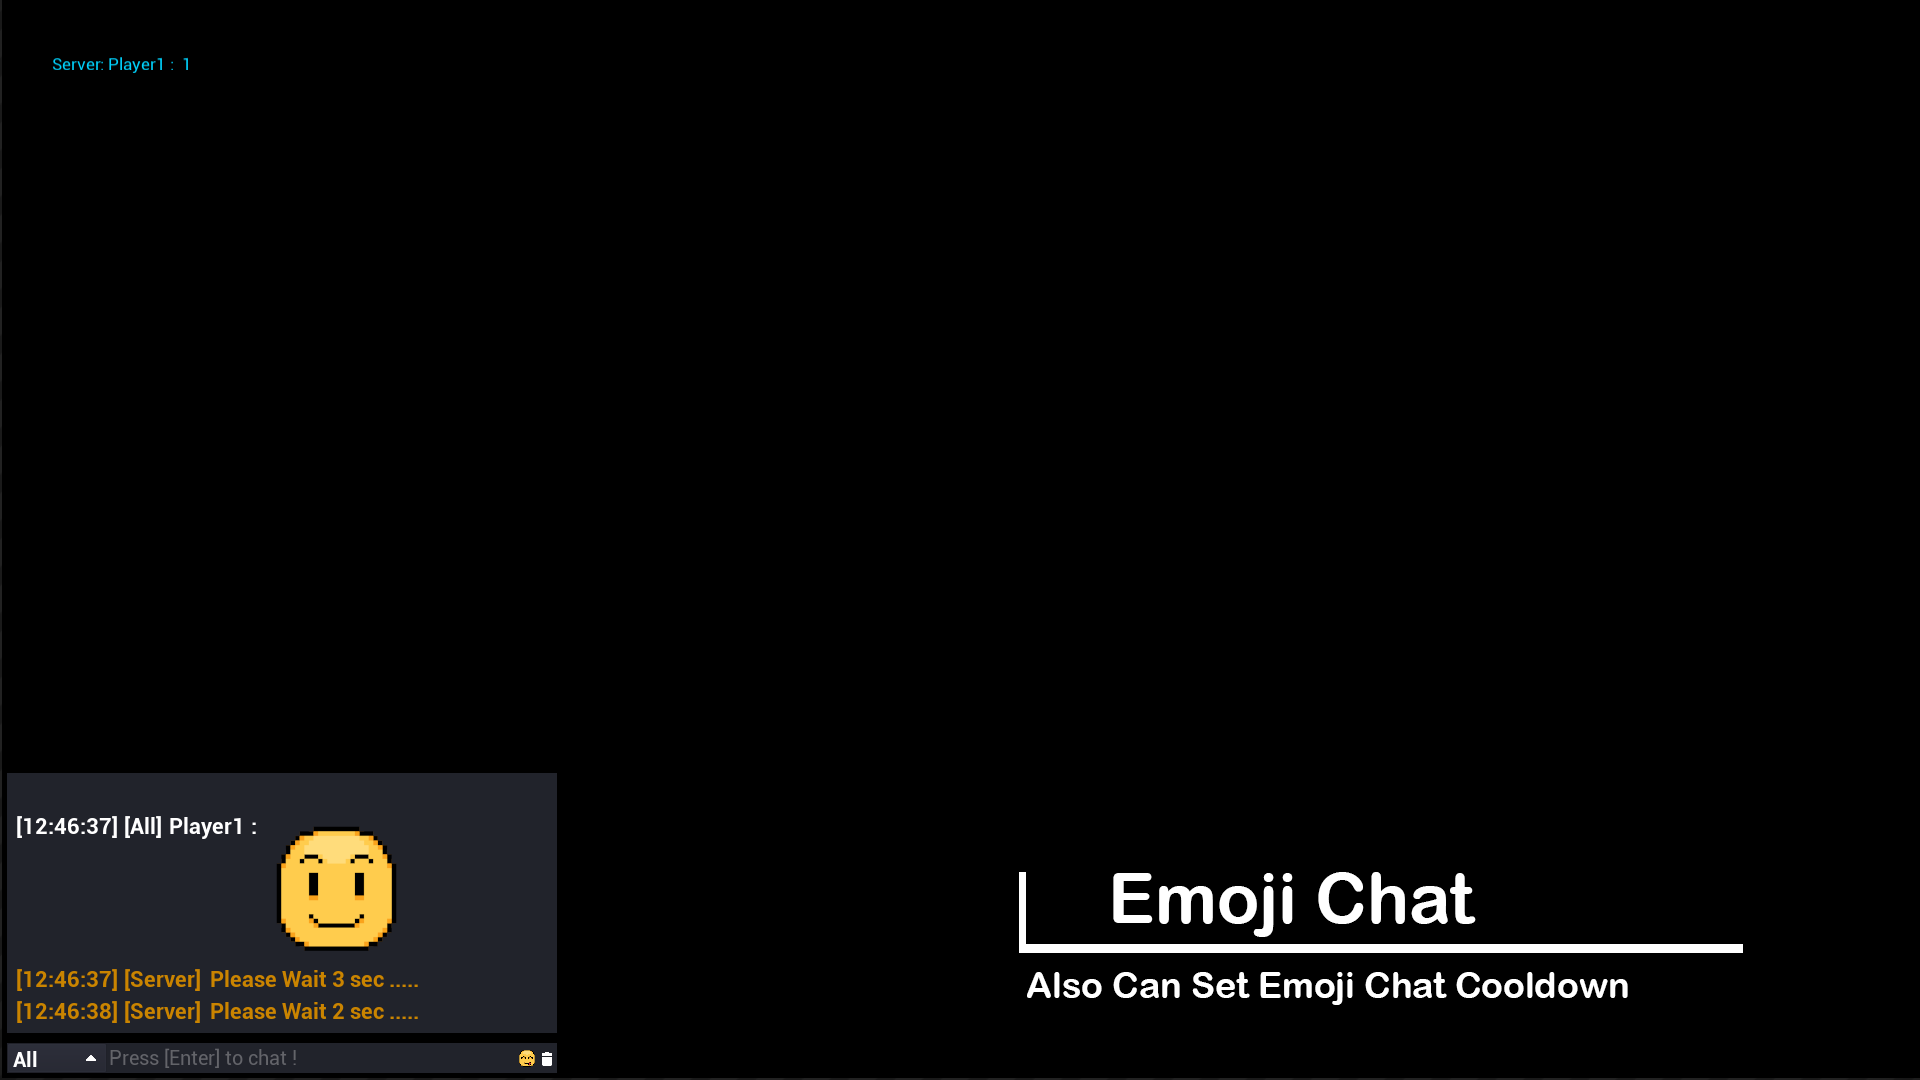 Server: Player1 : 1
[12:46:37] [All] Player1 :
[12:46:37] [Server] Please Wait 3 sec .....
[12:46:38] [Server] Please Wait 2 sec .....
All
Press [Enter] to chat !
Emoji Chat
Also Can Set Emoji Chat Cooldown